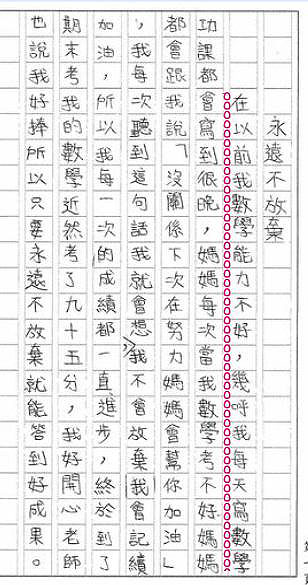 永遠不放棄
在以前我數學能力不好，幾呼我每天寫數學
功課都會寫到很晚，媽媽每次當我數學考不好媽媽
都會跟我說「沒關係，下次在努力媽媽會幫你加油」
，我每次聽到這句話我就會想我不會放棄我會記續
加油，所以我每一次的成績都一直進步，終於到了
期末考，我的數學近然考了九十五分，我好開心老師
也說我好捧所以只要永遠不放棄就能答到好成果。